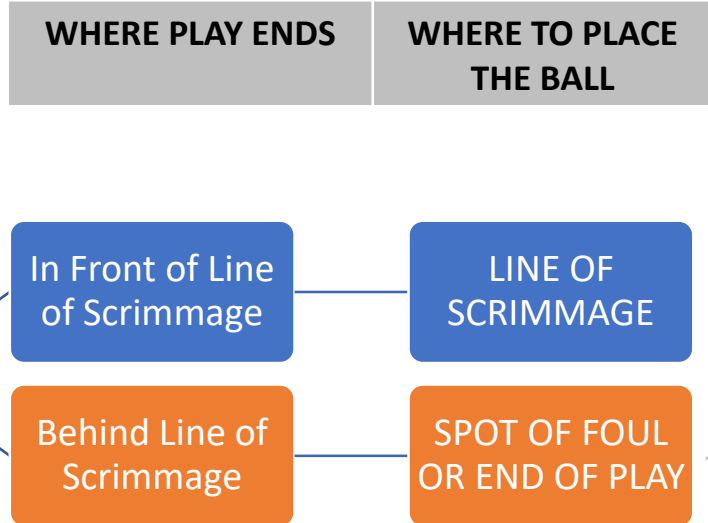 WHERE PLAY ENDS
WHERE TO PLACE
THE BALL
In Front of Line
of Scrimmage
LINE OF
SCRIMMAGE
Behind Line of
Scrimmage
SPOT OF FOUL
OR END OF PLAY